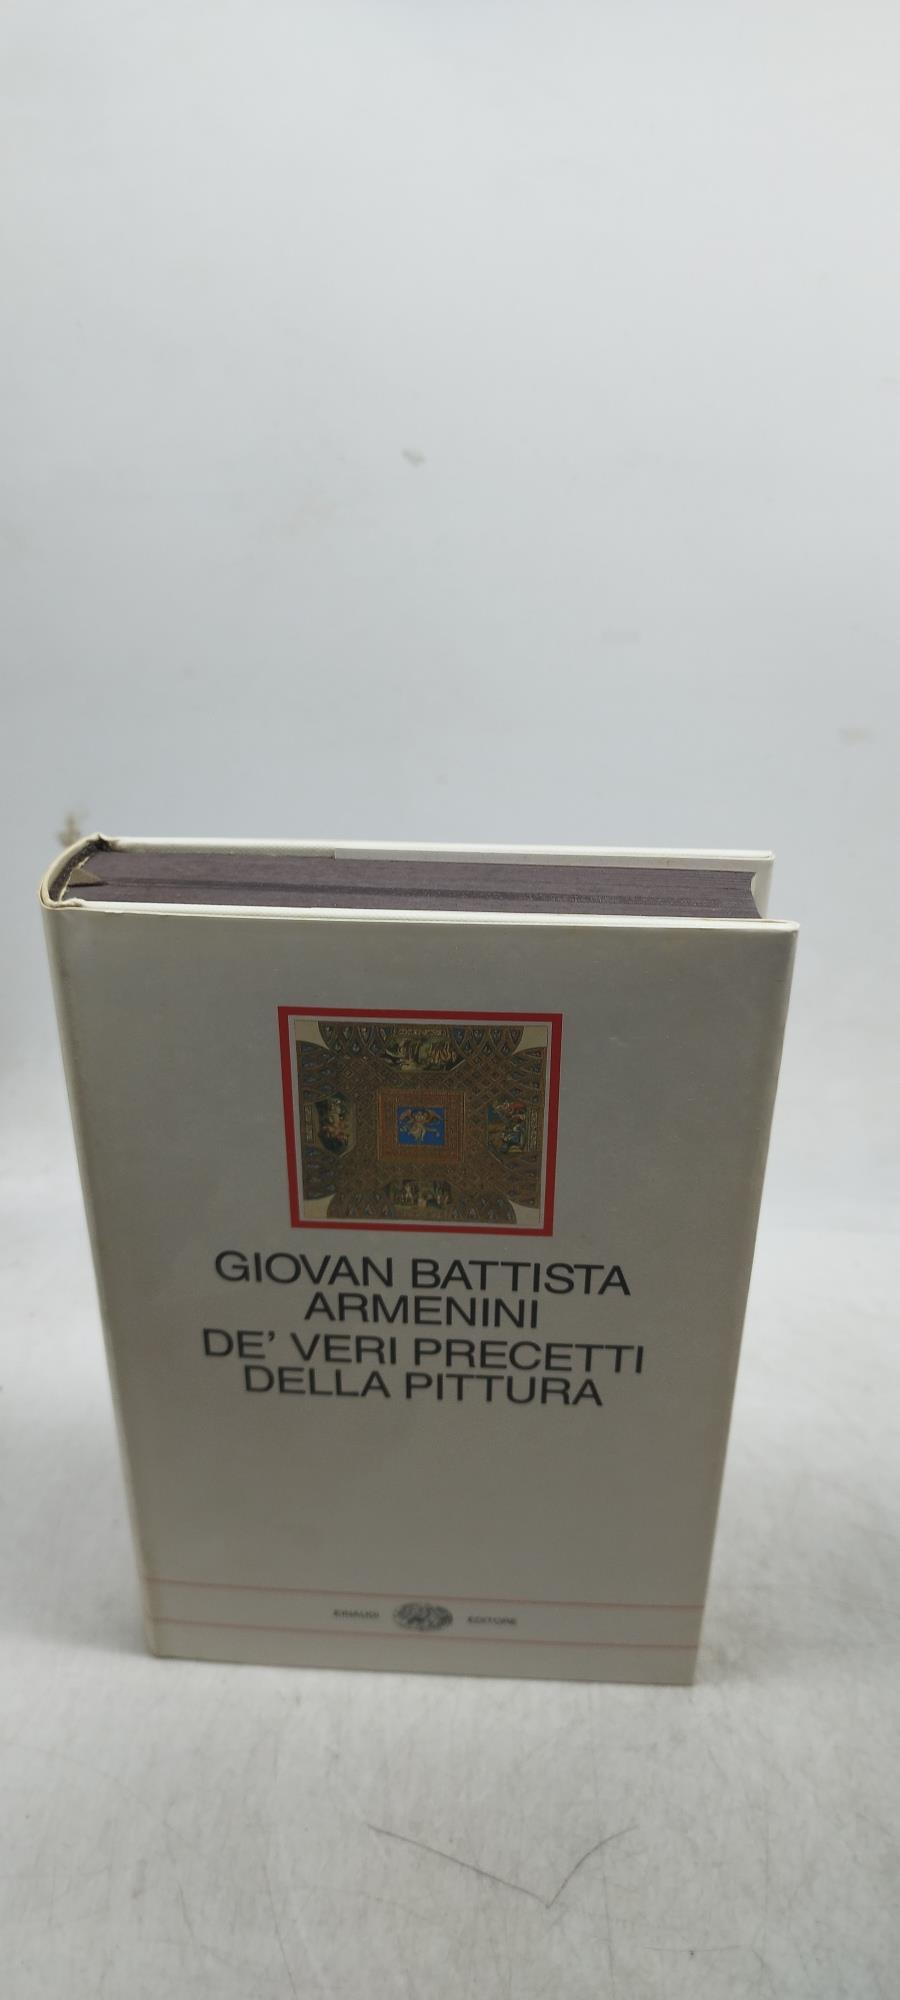 GIOVAN BATTISTA
ARMENINI
DE' VERI PRECETTI
DELLA PITTURA
EINAUDI EDITORE